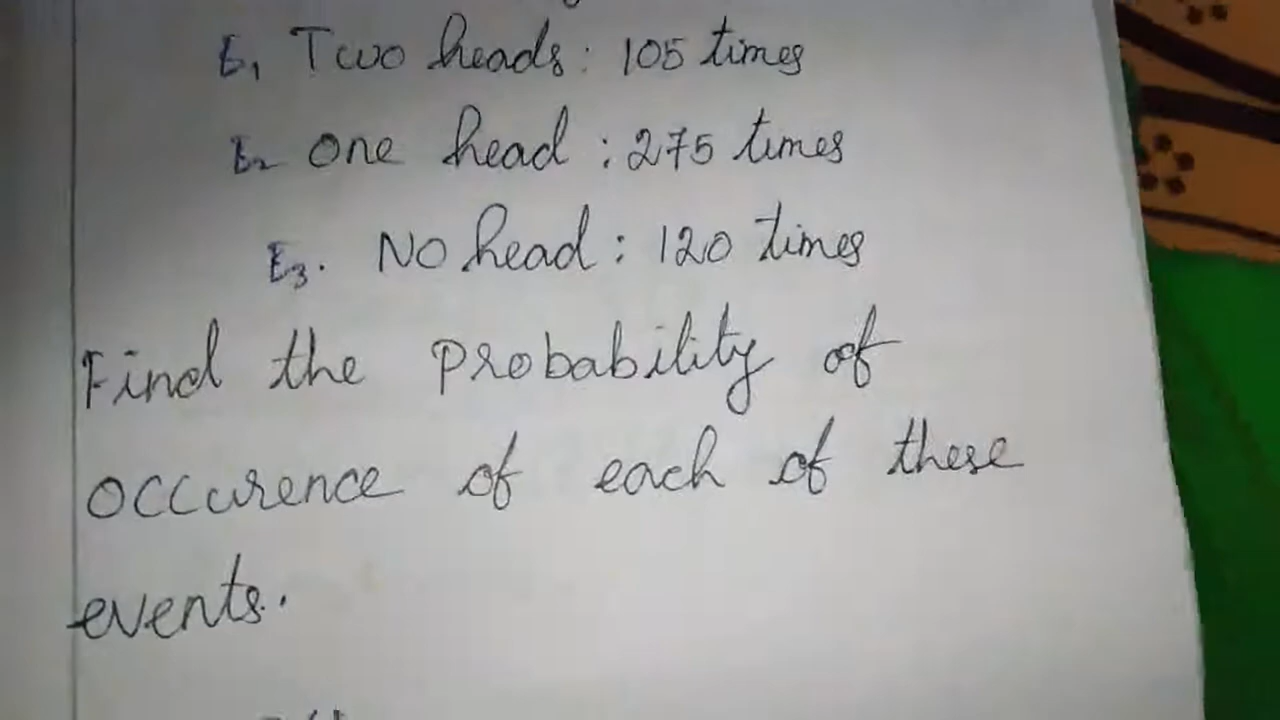 E₁ Two heads: 105 times
E₂ One head : 275 times
E₃. No head : 120 times
Find the probability of
occurence of each of these
events.